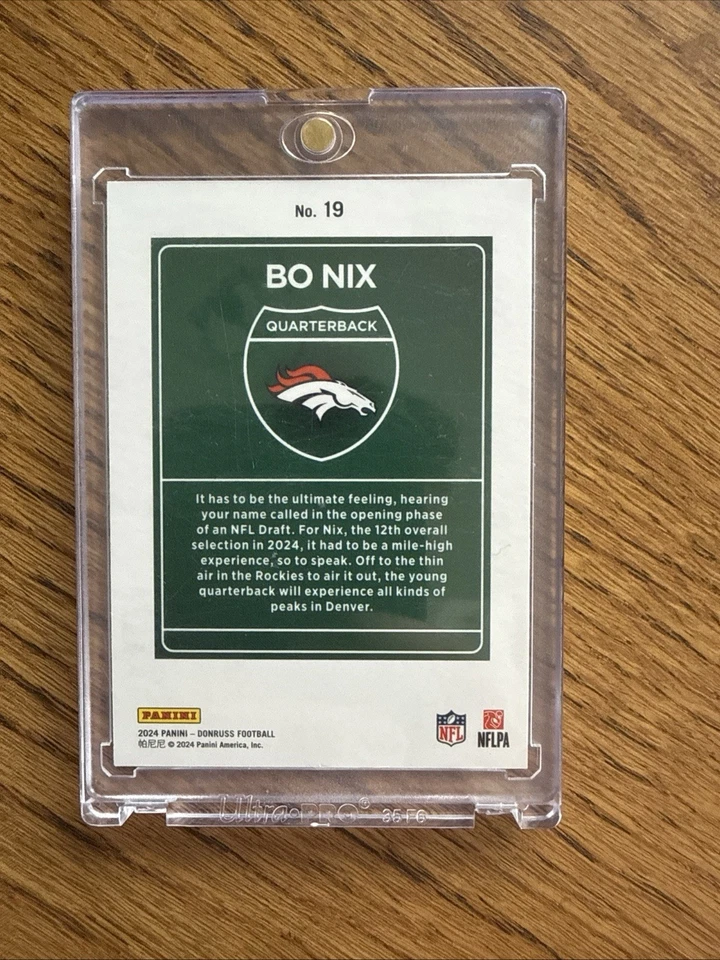 No. 19
BO NIX
QUARTERBACK
It has to be the ultimate feeling, hearing
your name called in the opening phase
of an NFL Draft. For Nix, the 12th overall
selection in 2024, it had to be a mile-high
experience, so to speak. Off to the thin
air in the Rockies to air it out, the young
quarterback will experience all kinds of
peaks in Denver.
PANINI
2024 PANINI – DONRUSS FOOTBALL
帕尼尼 © 2024 Panini America, Inc.
NFL
NFLPA
Ultra•PRO®